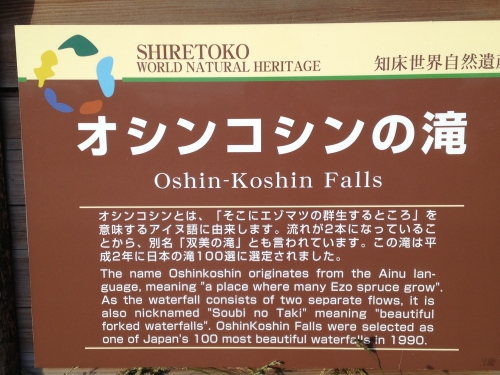 SHIRETOKO
WORLD NATURAL HERITAGE
知床世界自然遺産
オシンコシンの滝
Oshin-Koshin Falls
オシンコシンとは、「そこにエゾマツの群生するところ」を
意味するアイヌ語に由来します。流れが2本になっているこ
とから、別名「双美の滝」とも言われています。この滝は平
成2年に日本の滝100選に選定されました。
The name Oshinkoshin originates from the Ainu lan-
guage, meaning "a place where many Ezo spruce grow".
As the waterfall consists of two separate flows, it is
also nicknamed "Soubi no Taki" meaning "beautiful
forked waterfalls". OshinKoshin Falls were selected as
one of Japan's 100 most beautiful waterfalls in 1990.